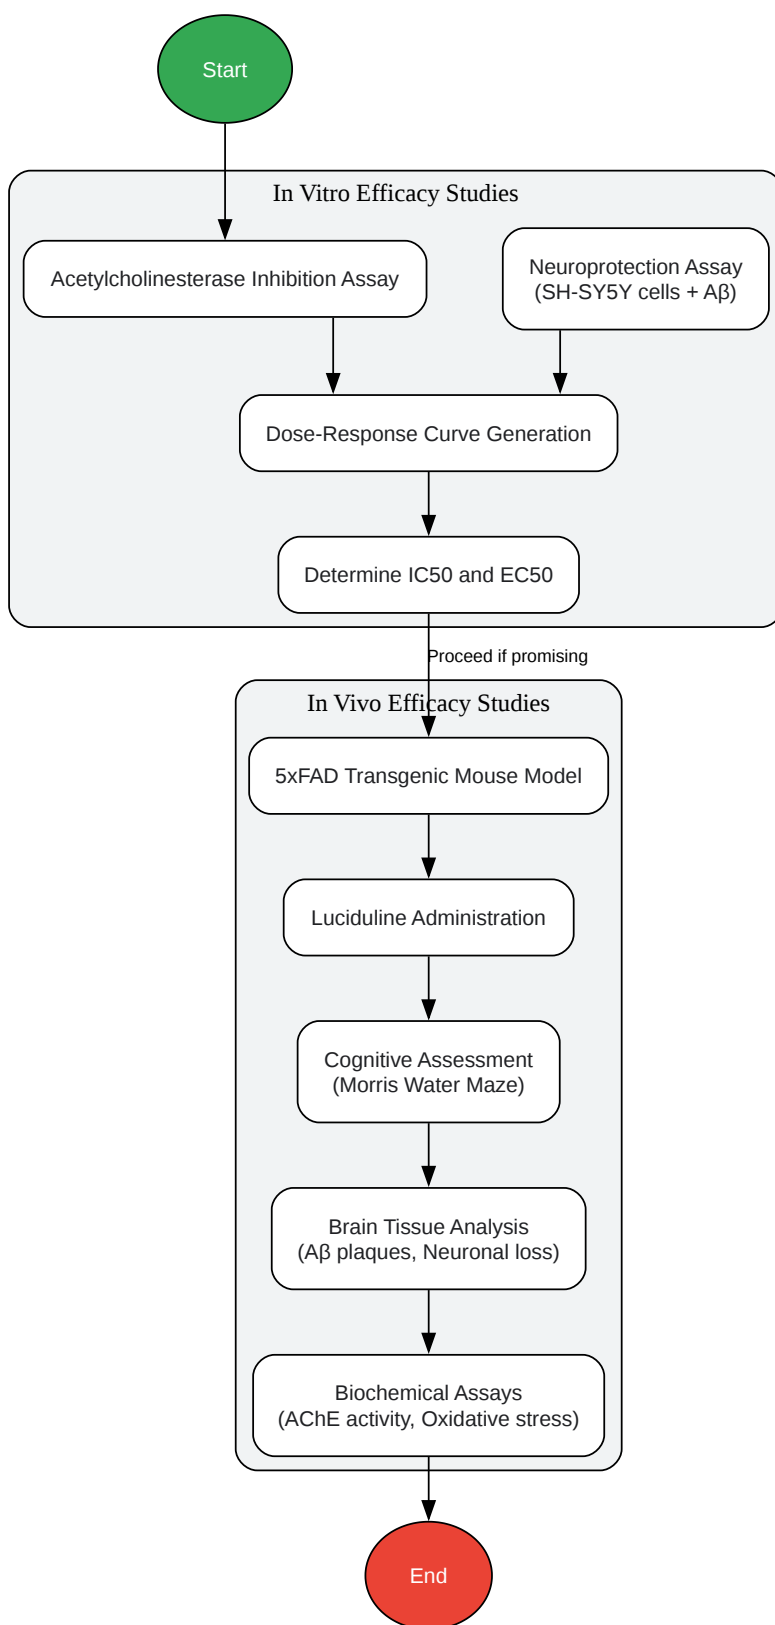 Start
In Vitro Efficacy Studies
Acetylcholinesterase Inhibition Assay
Neuroprotection Assay
(SH-SY5Y cells + Aβ)
Dose-Response Curve Generation
Determine IC50 and EC50
Proceed if promising
In Vivo Efficacy Studies
5xFAD Transgenic Mouse Model
Luciduline Administration
Cognitive Assessment
(Morris Water Maze)
Brain Tissue Analysis
(Aβ plaques, Neuronal loss)
Biochemical Assays
(AChE activity, Oxidative stress)
End